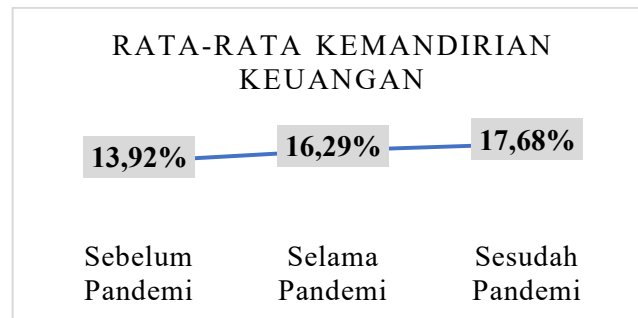 RATA-RATA KEMANDIRIAN
KEUANGAN
13,92%
16,29%
17,68%
Sebelum
Pandemi
Selama
Pandemi
Sesudah
Pandemi